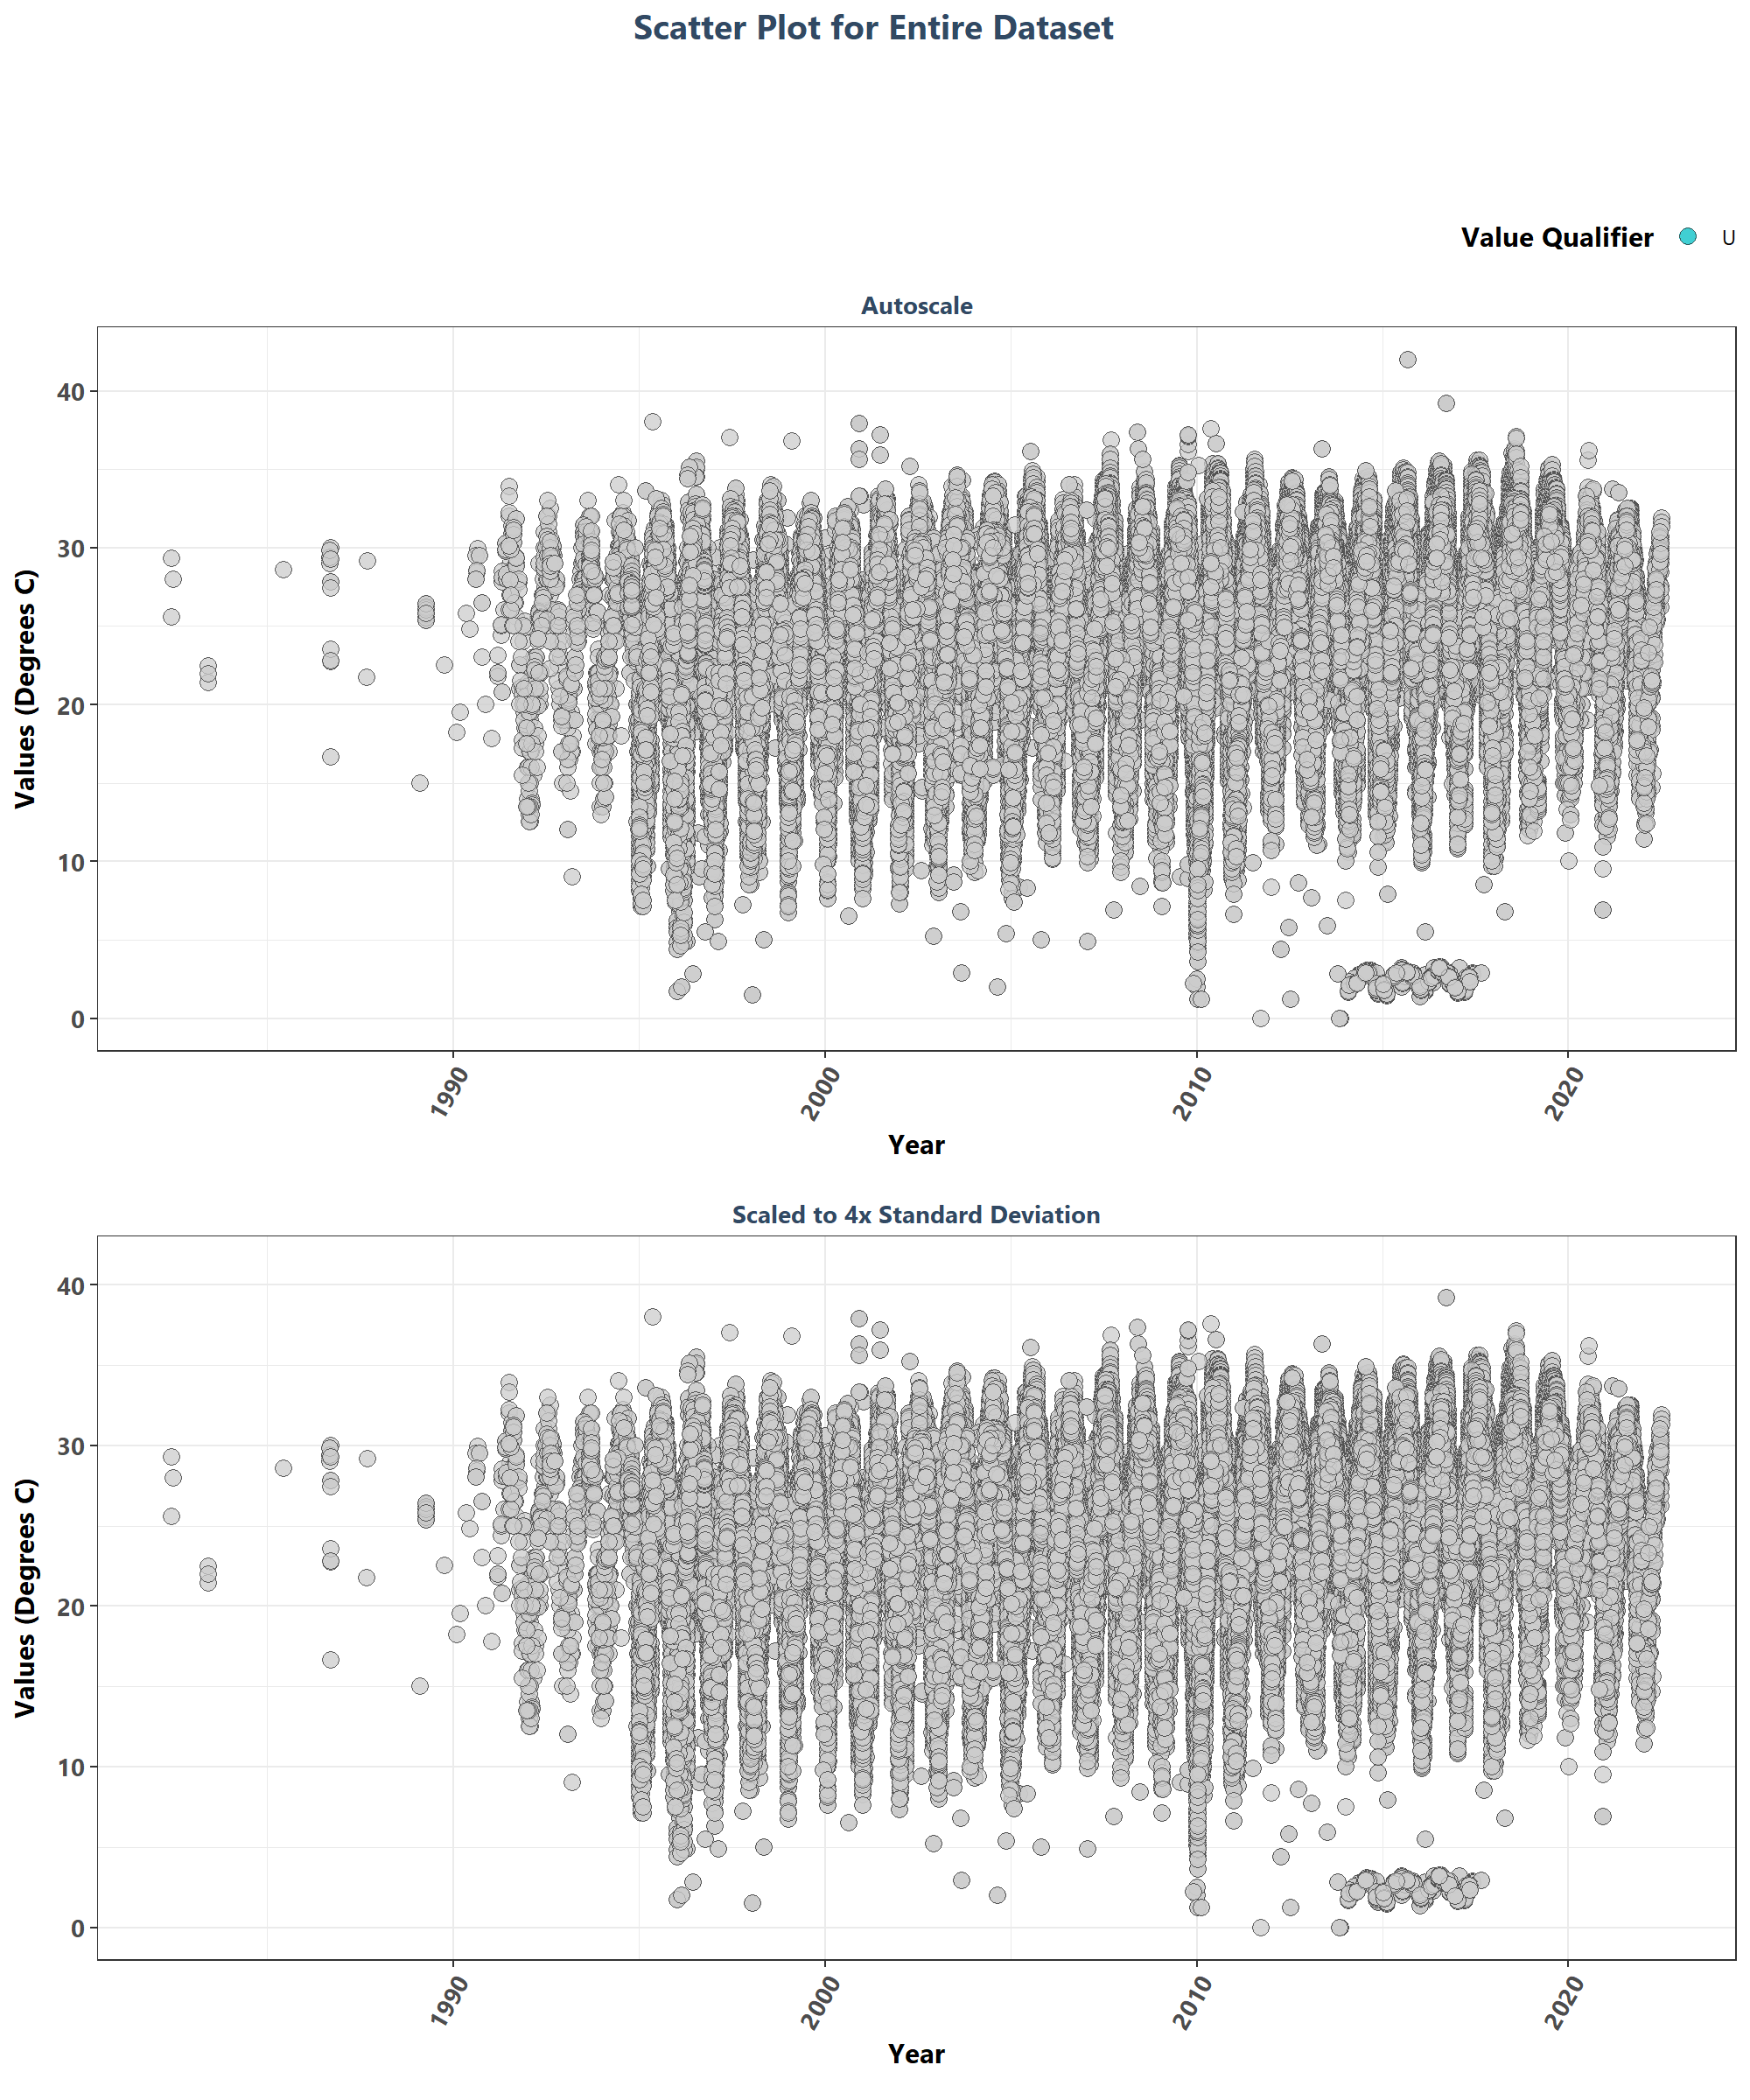 Scatter Plot for Entire Dataset
Value Qualifier U
Autoscale
Values (Degrees C)
40
30
20
10
0
1990 2000 2010 2020
Year
Scaled to 4x Standard Deviation
Values (Degrees C)
40
30
20
10
0
1990 2000 2010 2020
Year